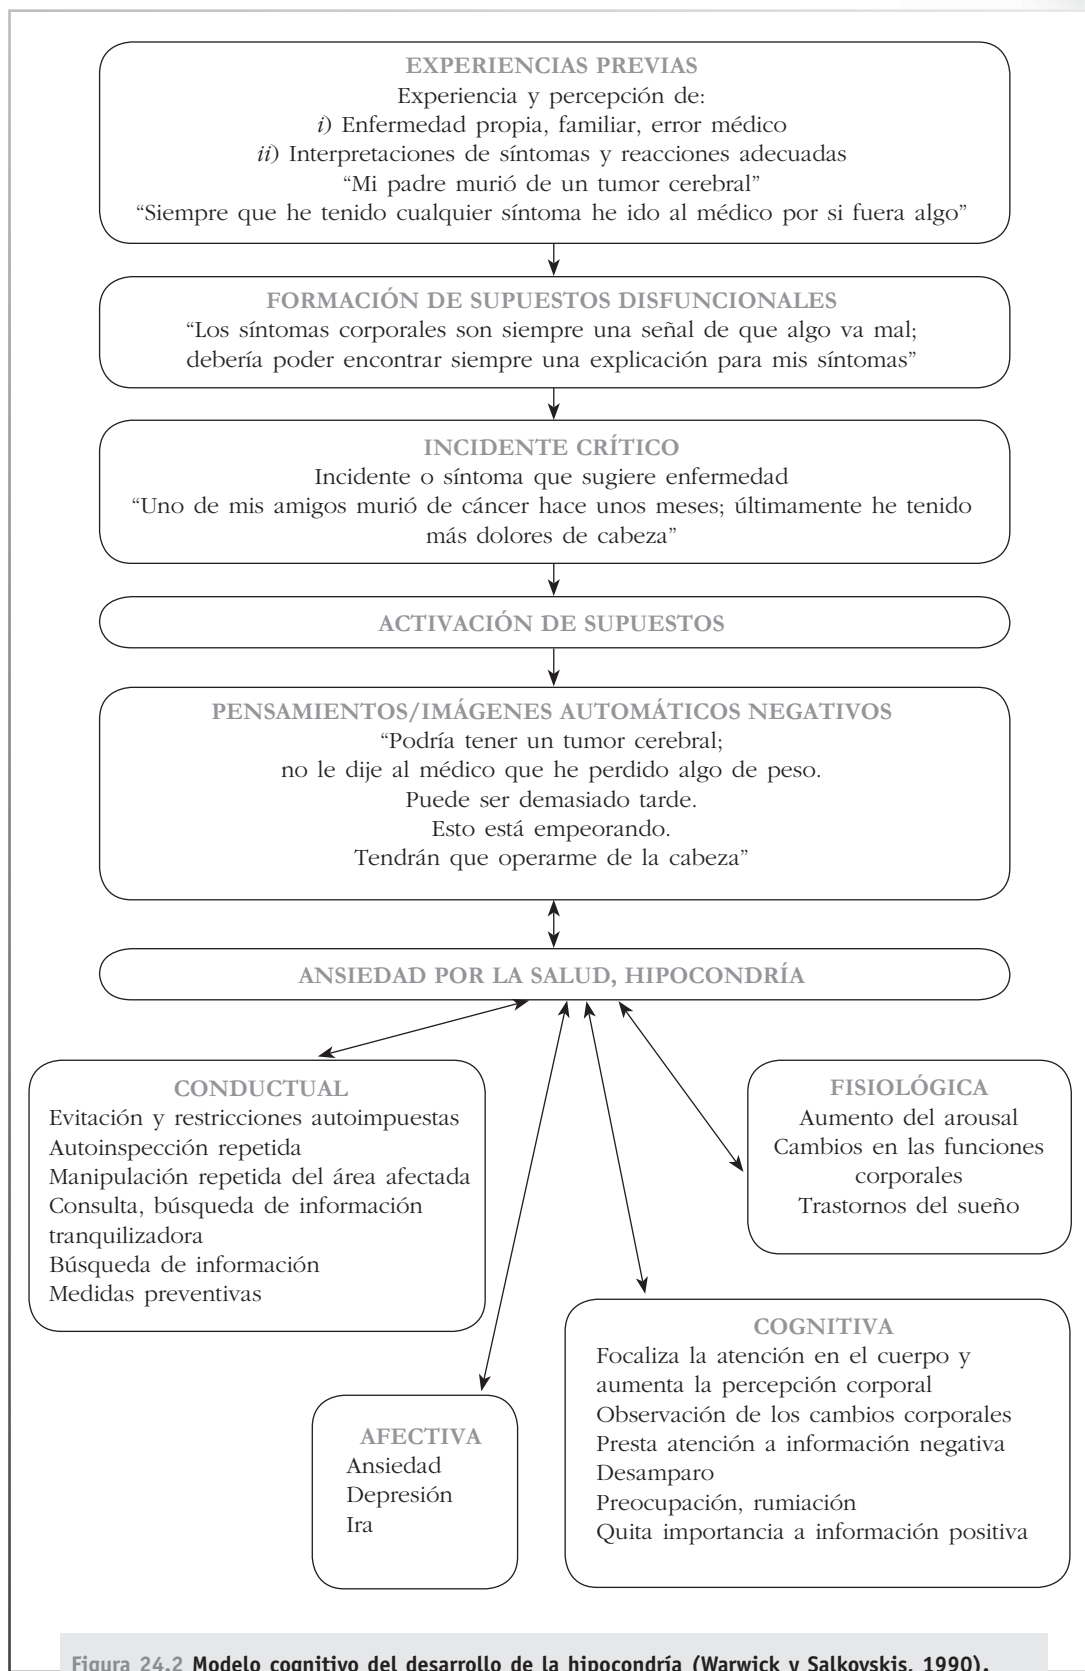 EXPERIENCIAS PREVIAS
Experiencia y percepción de:
i) Enfermedad propia, familiar, error médico
ii) Interpretaciones de síntomas y reacciones adecuadas
“Mi padre murió de un tumor cerebral”
“Siempre que he tenido cualquier síntoma he ido al médico por si fuera algo”
FORMACIÓN DE SUPUESTOS DISFUNCIONALES
“Los síntomas corporales son siempre una señal de que algo va mal;
debería poder encontrar siempre una explicación para mis síntomas”
INCIDENTE CRÍTICO
Incidente o síntoma que sugiere enfermedad
“Uno de mis amigos murió de cáncer hace unos meses; últimamente he tenido
más dolores de cabeza”
ACTIVACIÓN DE SUPUESTOS
PENSAMIENTOS/IMÁGENES AUTOMÁTICOS NEGATIVOS
“Podría tener un tumor cerebral;
no le dije al médico que he perdido algo de peso.
Puede ser demasiado tarde.
Esto está empeorando.
Tendrán que operarme de la cabeza”
ANSIEDAD POR LA SALUD, HIPOCONDRÍA
CONDUCTUAL
Evitación y restricciones autoimpuestas
Autoinspección repetida
Manipulación repetida del área afectada
Consulta, búsqueda de información
tranquilizadora
Búsqueda de información
Medidas preventivas
FISIOLÓGICA
Aumento del arousal
Cambios en las funciones
corporales
Trastornos del sueño
AFECTIVA
Ansiedad
Depresión
Ira
COGNITIVA
Focaliza la atención en el cuerpo y
aumenta la percepción corporal
Observación de los cambios corporales
Presta atención a información negativa
Desamparo
Preocupación, rumiación
Quita importancia a información positiva
Figura 24.2 Modelo cognitivo del desarrollo de la hipocondría (Warwick y Salkovskis, 1990).